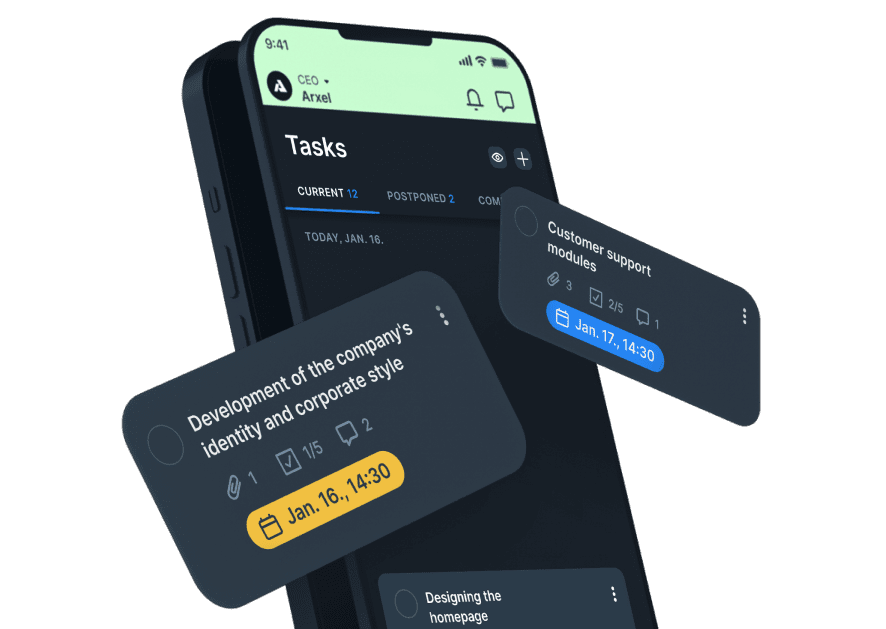 9:41
CEO
Arxel
Tasks
CURRENT 12
POSTPONED 2
COM
TODAY, JAN. 16.
Customer support
modules
3
2/5
1
Jan. 17., 14:30
Development of the company's
identity and corporate style
1
1/5
2
Jan. 16., 14:30
Designing the
homepage